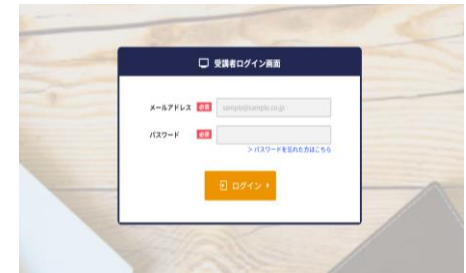 受講者ログイン画面
メールアドレス 必須 sample@sample.co.jp
パスワード 必須
> パスワードを忘れた方はこちら
ログイン